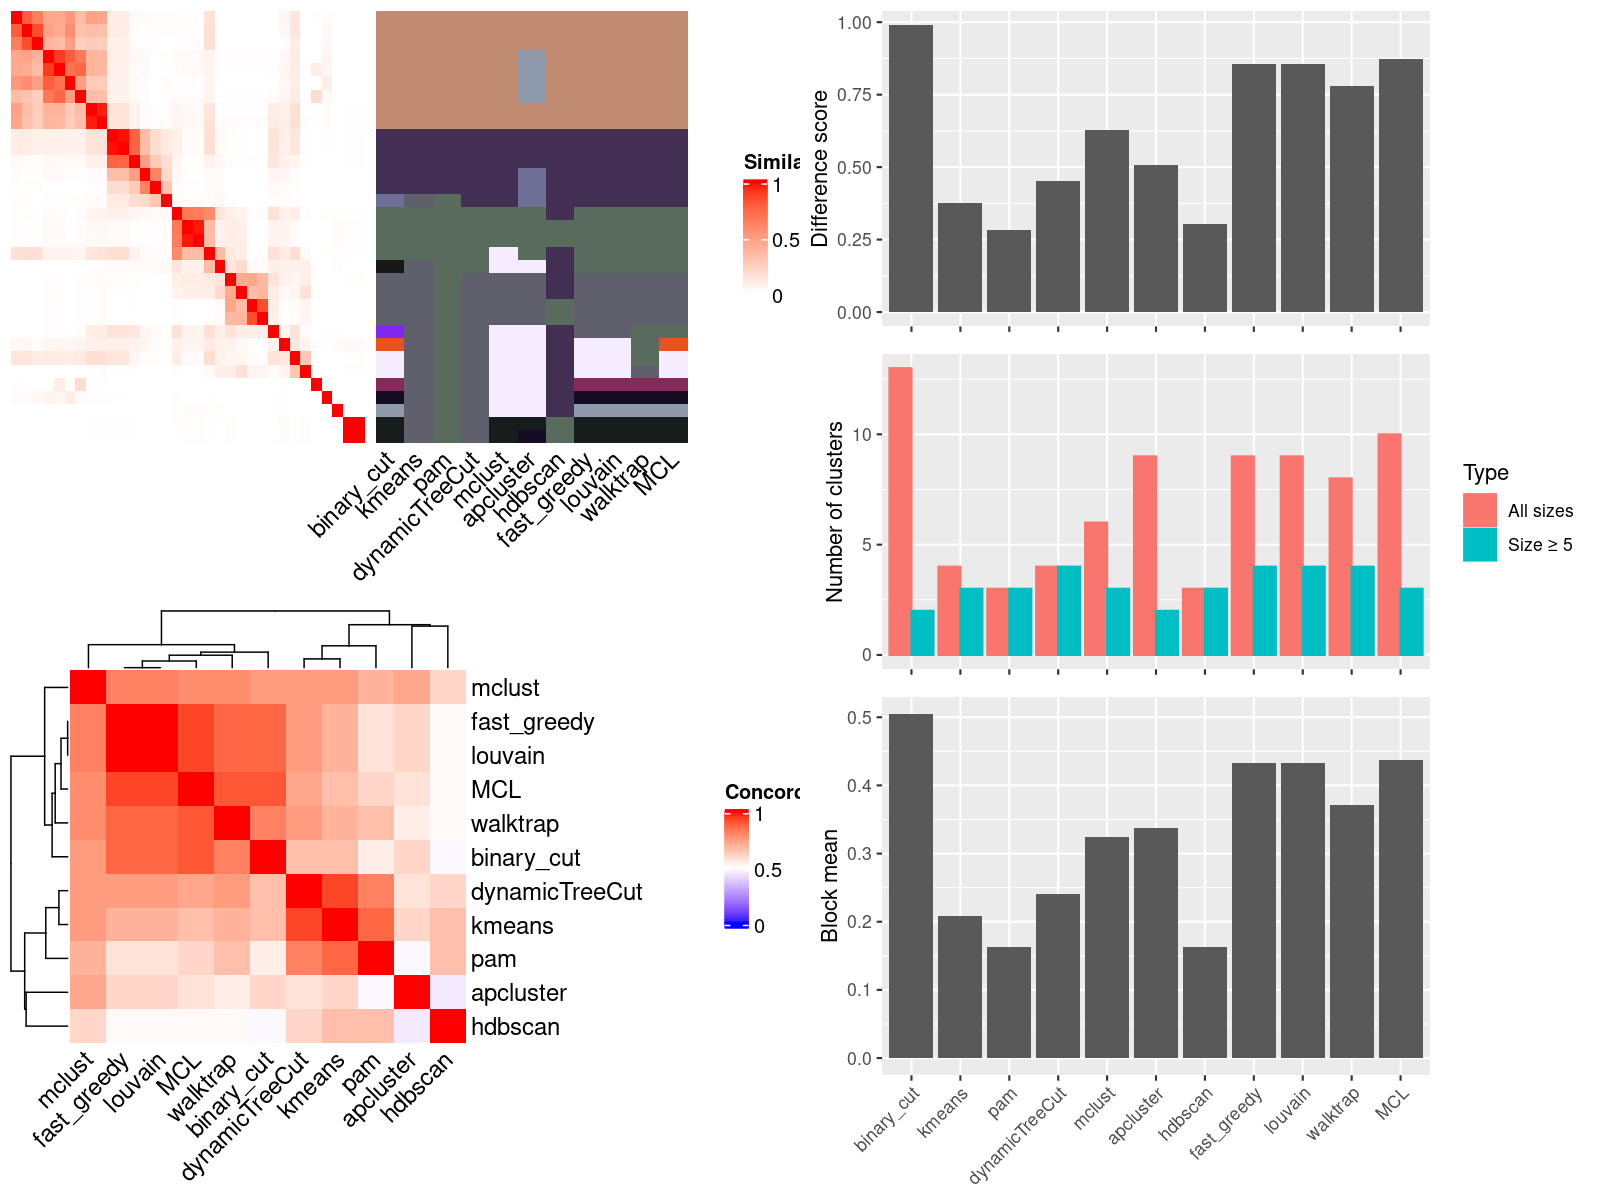 Simila
1
0.5
0
binary_cut
kmeans
pam
dynamicTreeCut
mclust
apcluster
hdbscan
fast_greedy
louvain
walktrap
MCL
mclust
fast_greedy
louvain
MCL
walktrap
binary_cut
dynamicTreeCut
kmeans
pam
apcluster
hdbscan
Concord
1
0.5
0
mclust
fast_greedy
louvain
MCL
walktrap
binary_cut
dynamicTreeCut
kmeans
pam
apcluster
hdbscan
Difference score
1.00
0.75
0.50
0.25
0.00
Number of clusters
10
5
0
Type
All sizes
Size ≥ 5
Block mean
0.5
0.4
0.3
0.2
0.1
0.0
binary_cut
kmeans
pam
dynamicTreeCut
mclust
apcluster
hdbscan
fast_greedy
louvain
walktrap
MCL